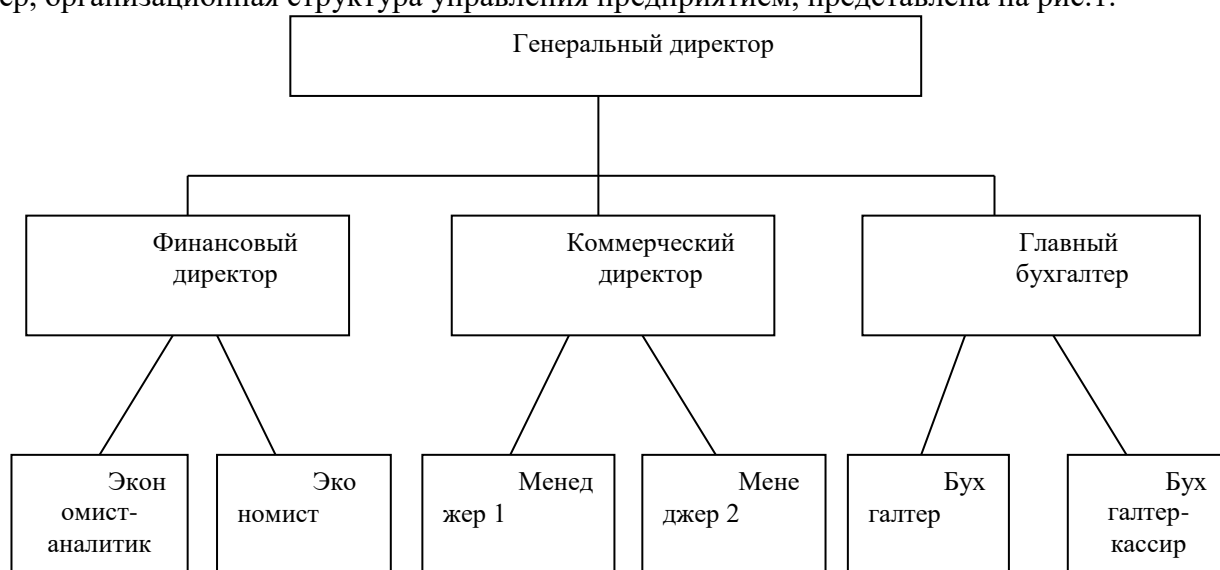 ер, организационная структура управления предприятием, представлена на рис.1.
Генеральный директор
Финансовый
директор
Коммерческий
директор
Главный
бухгалтер
Экон
омист-
аналитик
Эко
номист
Менед
жер 1
Мене
джер 2
Бух
галтер
Бух
галтер-
кассир